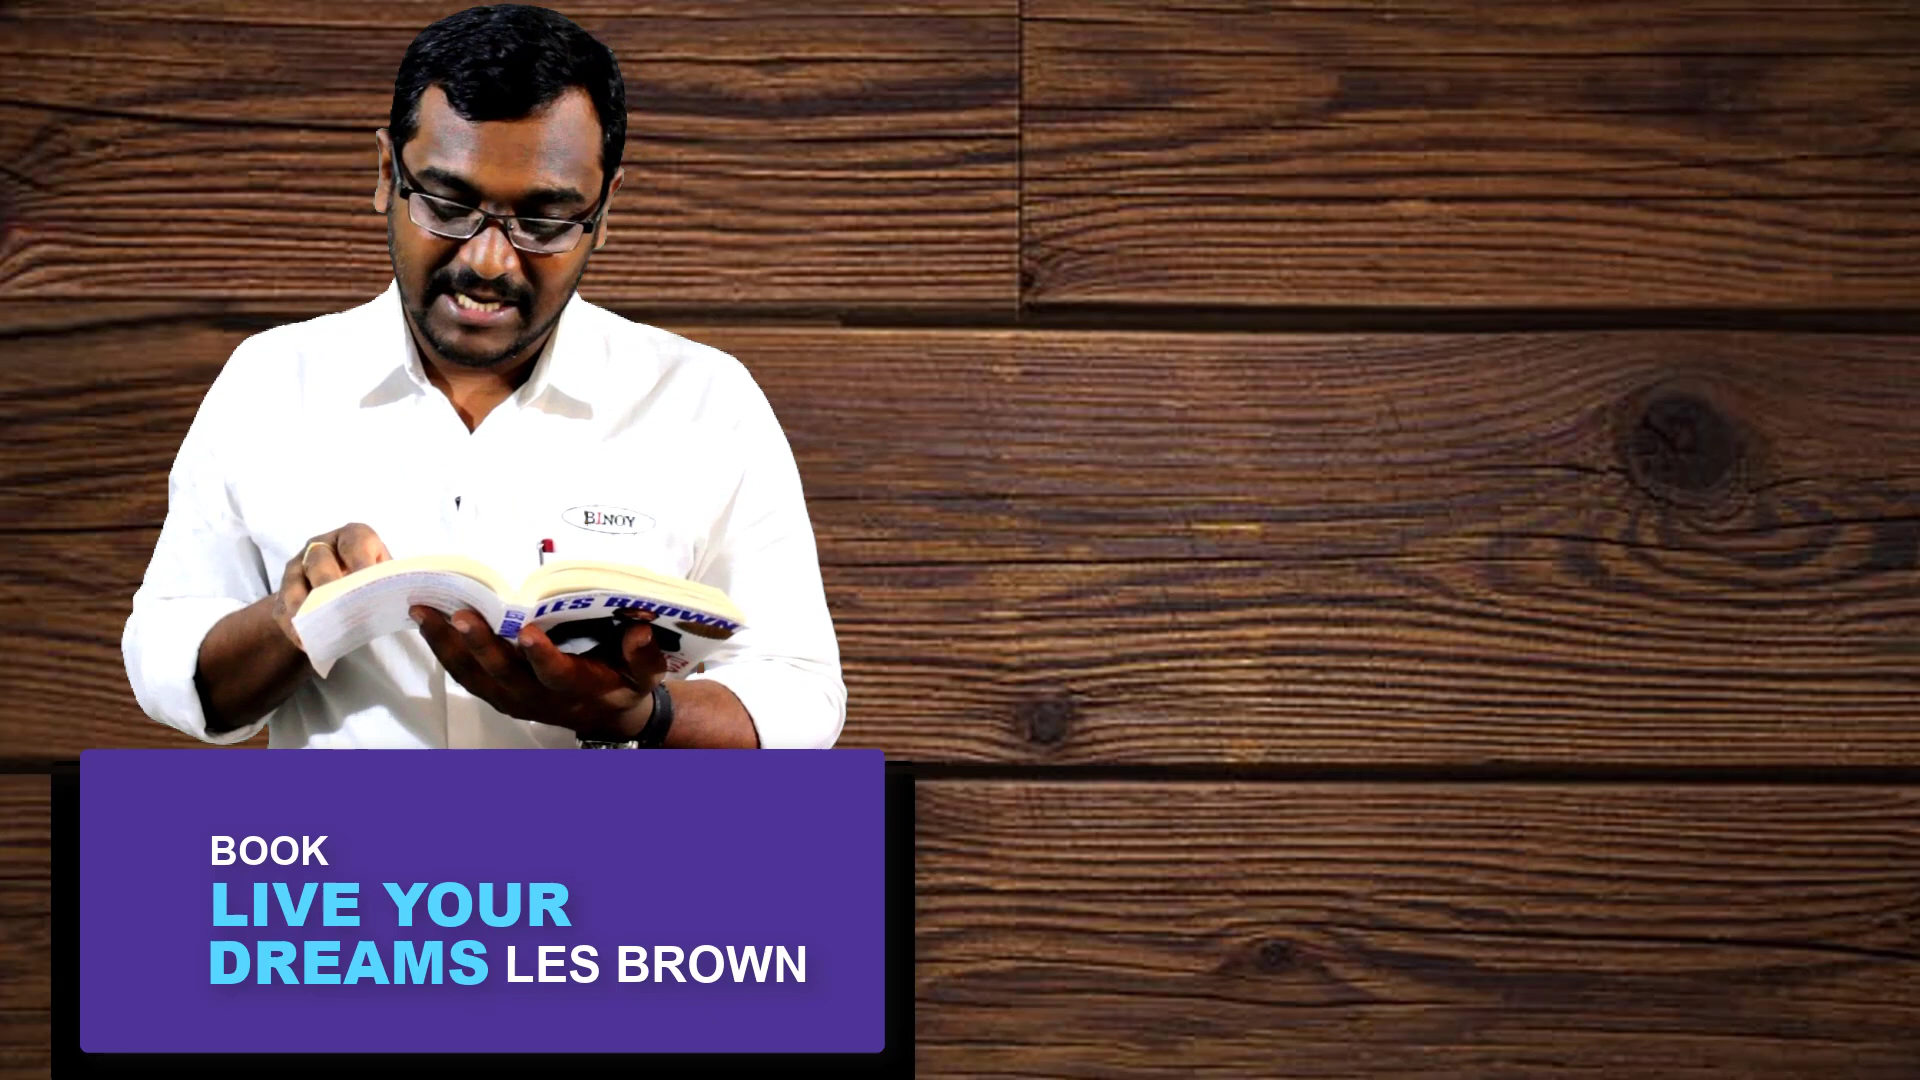 BINOY
LES BROWN
BOOK
LIVE YOUR
DREAMS LES BROWN